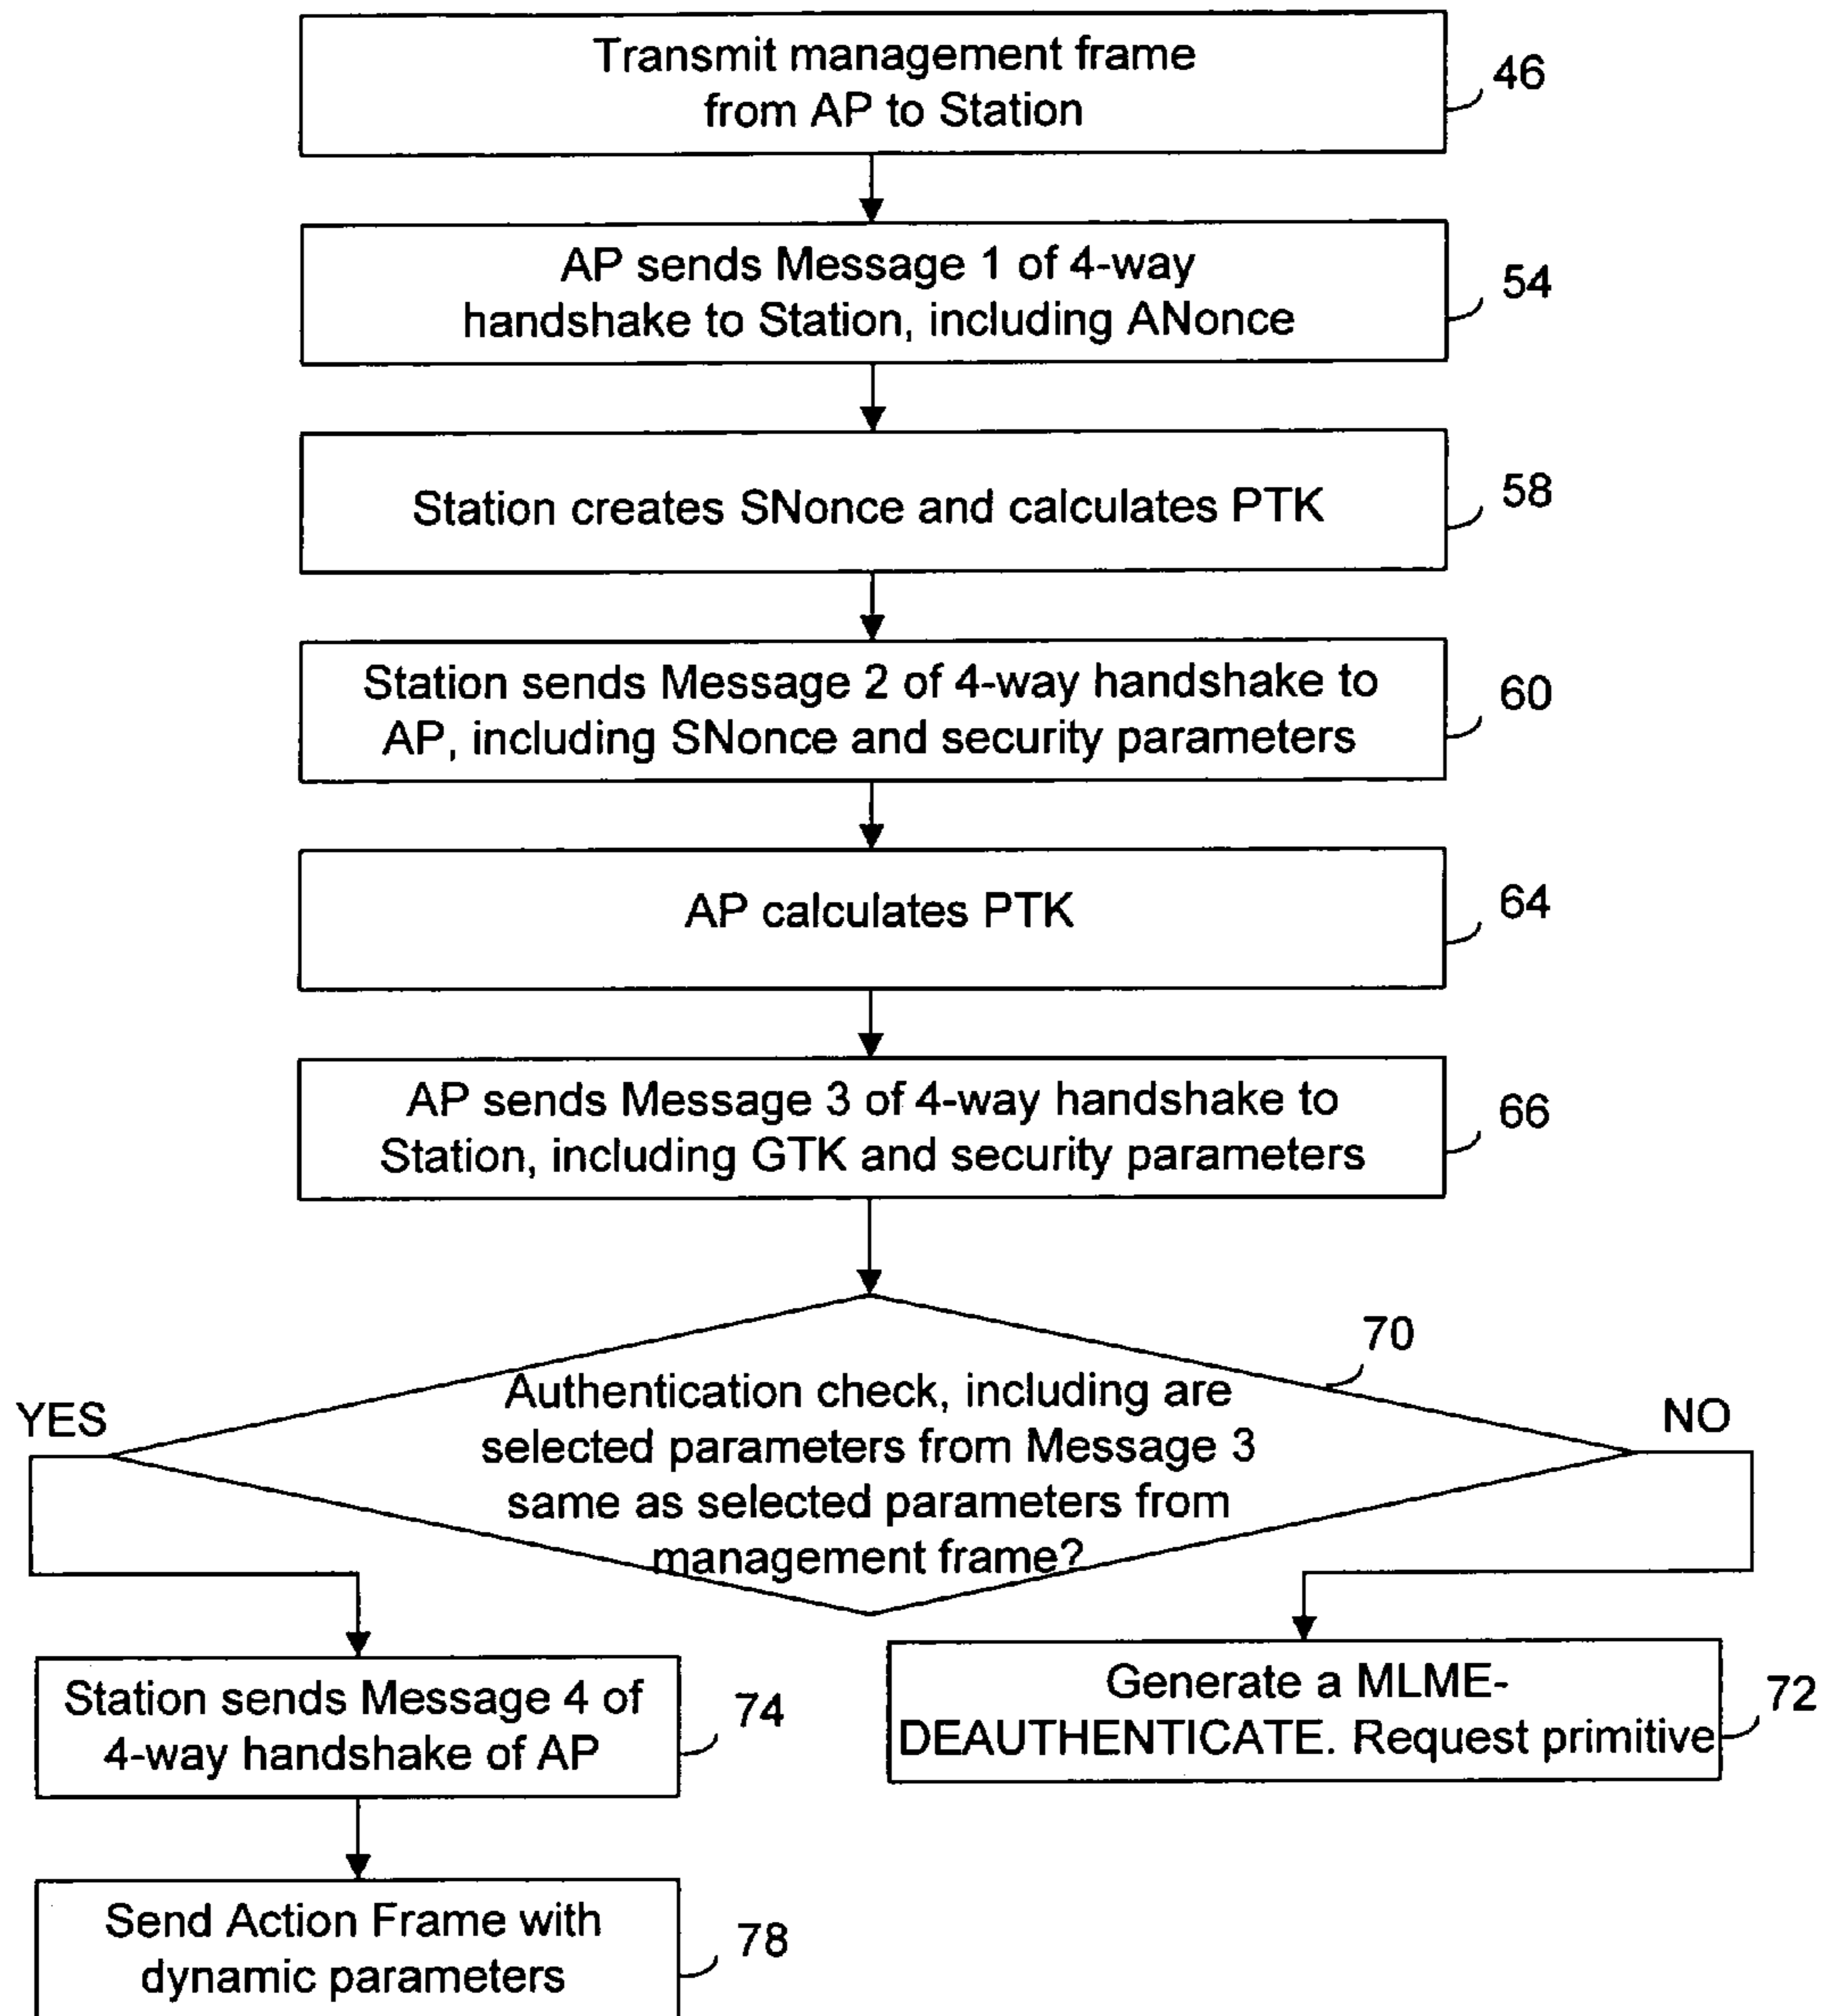 Transmit management frame
from AP to Station
46
AP sends Message 1 of 4-way
handshake to Station, including ANonce
54
Station creates SNonce and calculates PTK
58
Station sends Message 2 of 4-way handshake to
AP, including SNonce and security parameters
60
AP calculates PTK
64
AP sends Message 3 of 4-way handshake to
Station, including GTK and security parameters
66
70
Authentication check, including are
selected parameters from Message 3
same as selected parameters from
management frame?
YES
NO
Station sends Message 4 of
4-way handshake of AP
74
Generate a MLME-
DEAUTHENTICATE. Request primitive
72
Send Action Frame with
dynamic parameters
78